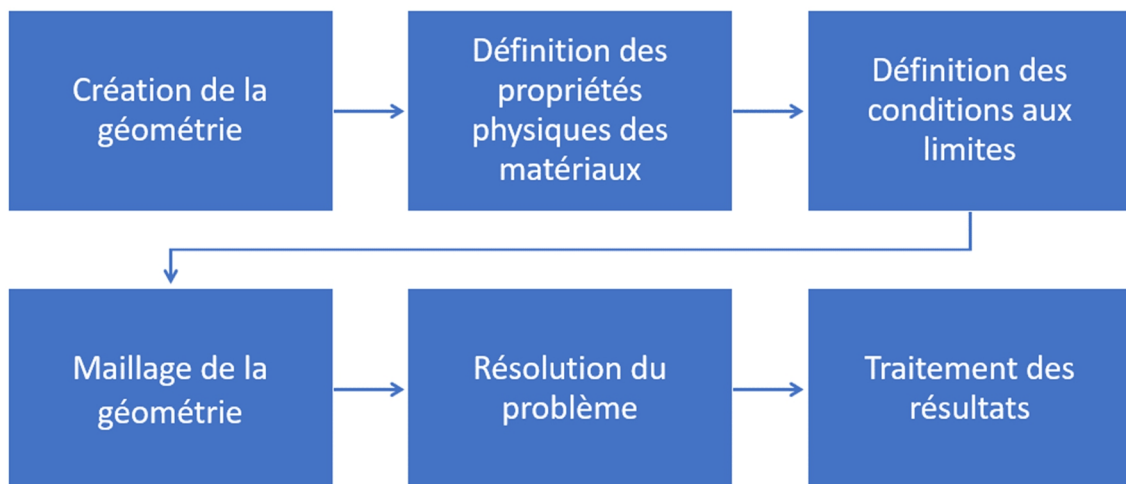 Création de la
géométrie
Définition des
propriétés
physiques des
matériaux
Définition des
conditions aux
limites
Maillage de la
géométrie
Résolution du
problème
Traitement des
résultats